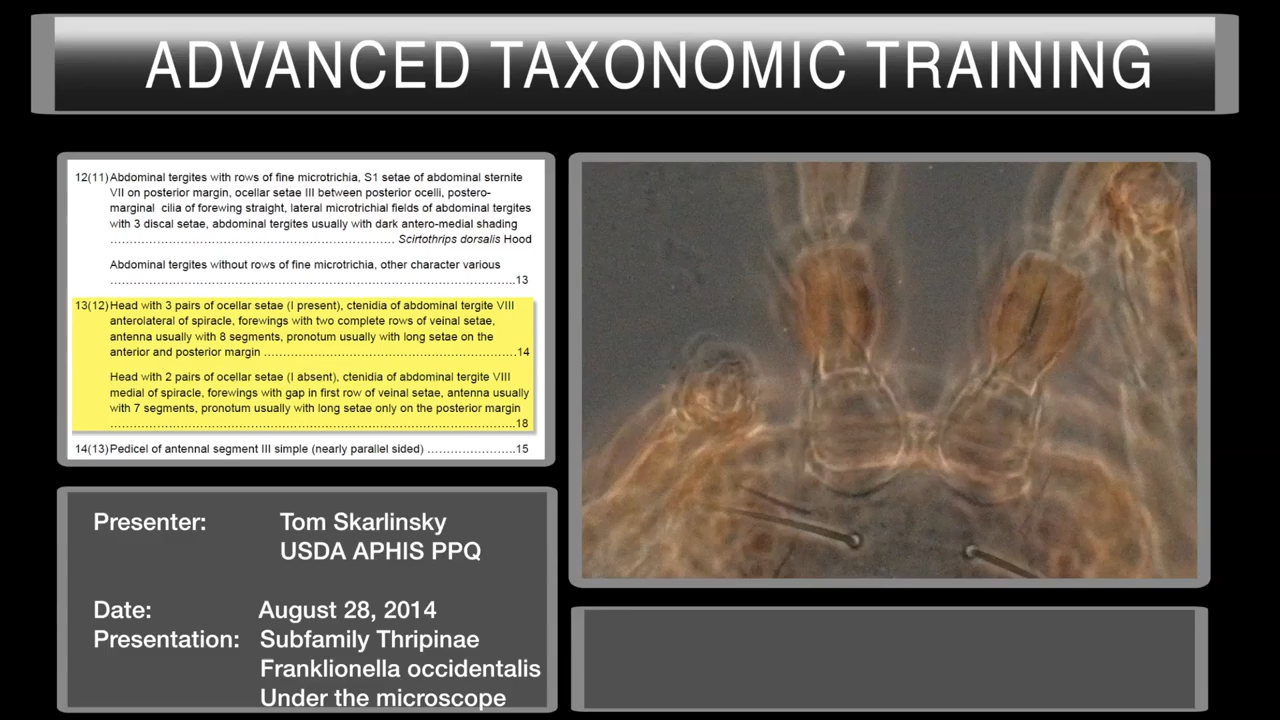 ADVANCED TAXONOMIC TRAINING
12(11) Abdominal tergites with rows of fine microtrichia, S1 setae of abdominal sternite
VII on posterior margin, ocellar setae III between posterior ocelli, postero-
marginal cilia of forewing straight, lateral microtrichial fields of abdominal tergites
with 3 discal setae, abdominal tergites usually with dark antero-medial shading
…………………………………………………………… Scirtothrips dorsalis Hood
Abdominal tergites without rows of fine microtrichia, other character various
………………………………………………………………………………………..13
13(12) Head with 3 pairs of ocellar setae (I present), ctenidia of abdominal tergite VIII
anterolateral of spiracle, forewings with two complete rows of veinal setae,
antenna usually with 8 segments, pronotum usually with long setae on the
anterior and posterior margin ……………………………………………………..14
Head with 2 pairs of ocellar setae (I absent), ctenidia of abdominal tergite VIII
medial of spiracle, forewings with gap in first row of veinal setae, antenna usually
with 7 segments, pronotum usually with long setae only on the posterior margin
………………………………………………………………………………………..18
14(13) Pedicel of antennal segment III simple (nearly parallel sided) …………………..15
Presenter: Tom Skarlinsky
USDA APHIS PPQ
Date: August 28, 2014
Presentation: Subfamily Thripinae
Franklionella occidentalis
Under the microscope